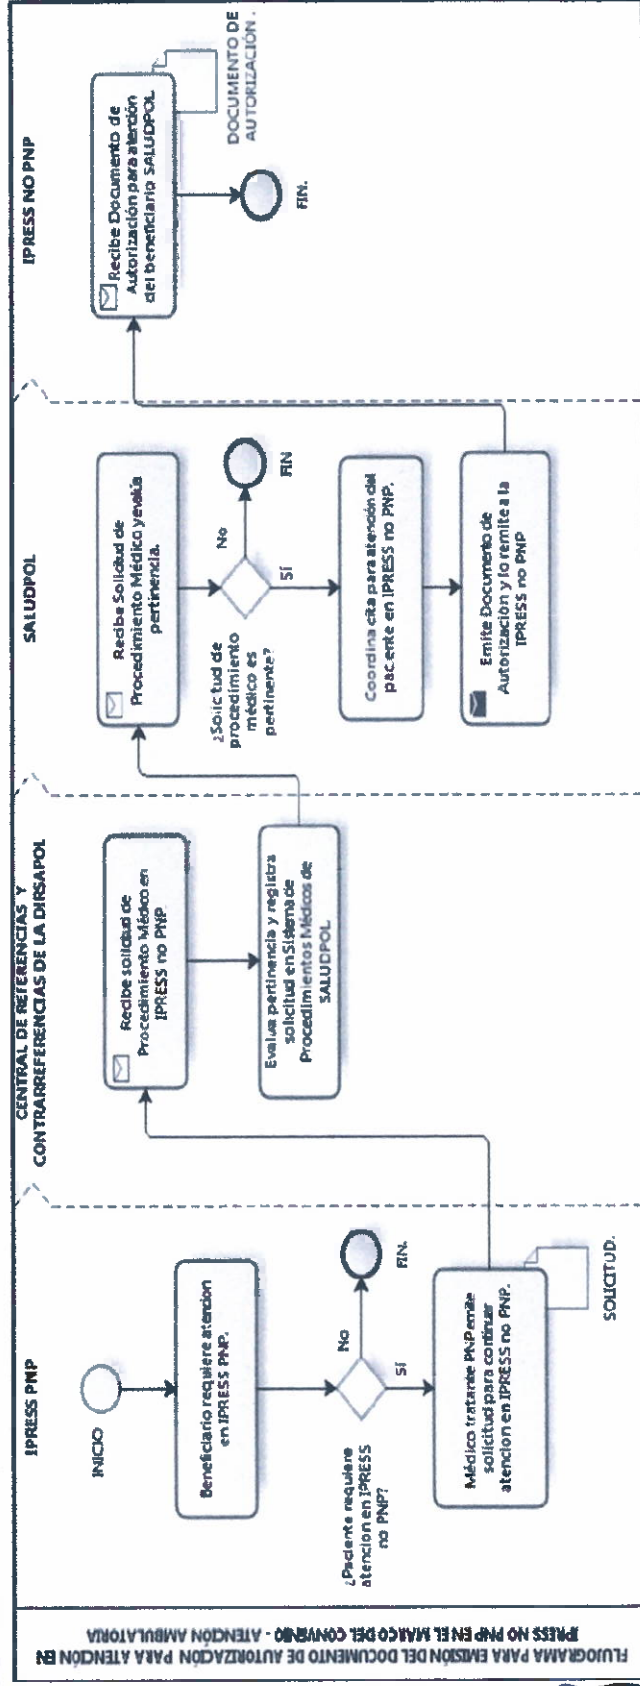 FLUJOGRAMA PARA EMISIÓN DEL DOCUMENTO DE AUTORIZACIÓN PARA ATENCIÓN EN
IPRESS NO PNP EN EL MARCO DEL CONVENIO - ATENCIÓN AMBULATORIA
IPRESS PNP
INICIO
Beneficiario requiere atención
en IPRESS PNP.
¿Paciente requiere
atención en IPRESS
no PNP?
No
FIN.
SÍ
Médico tratante PNP emite
solicitud para continuar
atención en IPRESS no PNP.
SOLICITUD.
CENTRAL DE REFERENCIAS Y
CONTRARREFERENCIAS DE LA DIRSAPOL
Recibe solicitud de
Procedimiento Médico en
IPRESS no PNP.
Evalua pertinencia y registra
solicitud en Sistema de
Procedimientos Médicos de
SALUDPOL
SALUDPOL
Recibe Solicitud de
Procedimiento Médico y evalúa
pertinencia.
¿Solicitud de
procedimiento
médico es
pertinente?
No
FIN
SÍ
Coordina cita para atención del
paciente en IPRESS no PNP.
Emite Documento de
Autorización y lo remite a la
IPRESS no PNP
IPRESS NO PNP
Recibe Documento de
Autorización para atención
del beneficiario SALUDPOL
DOCUMENTO DE
AUTORIZACIÓN.
FIN.